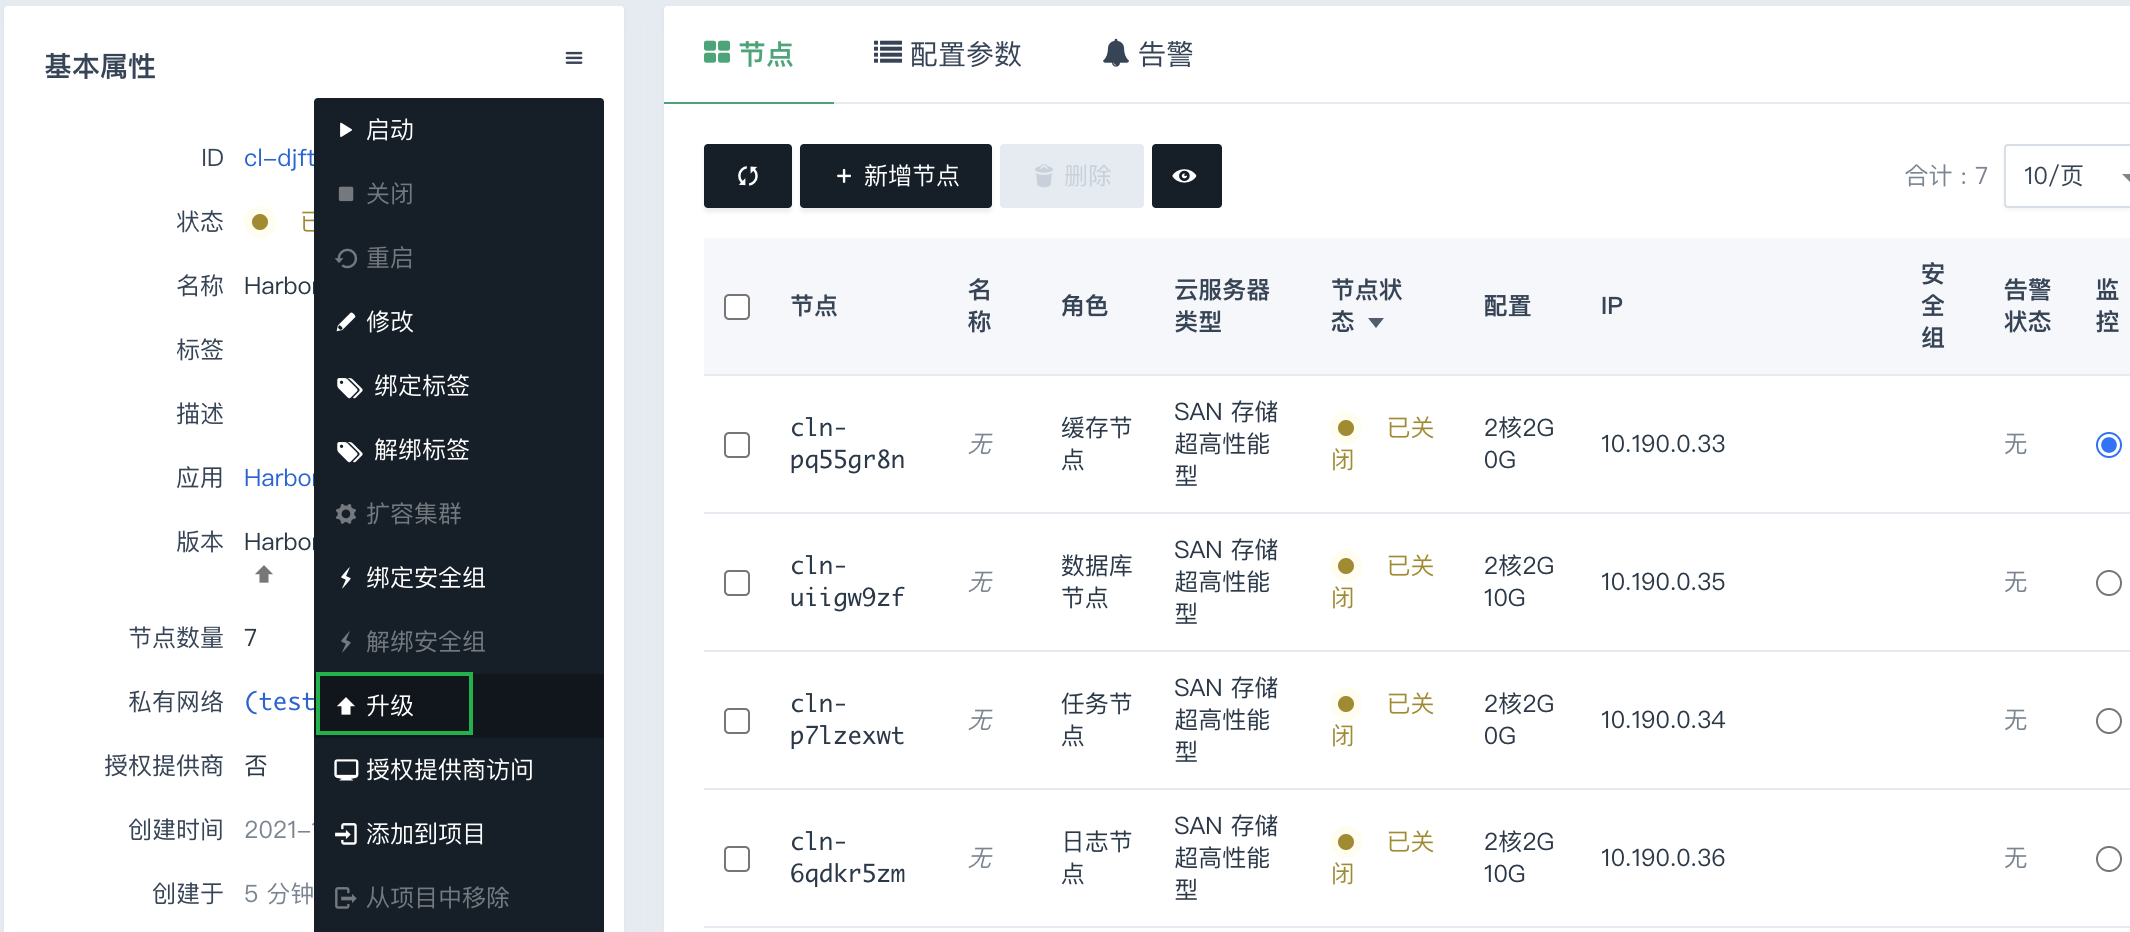 基本属性
ID cl-djft
状态
名称 Harbor
标签
描述
应用 Harbor
版本 Harbor
节点数量 7
私有网络 (test
授权提供商 否
创建时间 2021-
创建于 5 分钟
启动
关闭
重启
修改
绑定标签
解绑标签
扩容集群
绑定安全组
解绑安全组
升级
授权提供商访问
添加到项目
从项目中移除
节点 配置参数 告警
+ 新增节点 删除 合计：7 10/页
节点
名
称
角色
云服务器
类型
节点状
态
配置
IP
安
全
组
告警
状态
监
控
cln-
pq55gr8n
无
缓存节
点
SAN 存储
超高性能
型
已关
闭
2核2G
0G
10.190.0.33
无
cln-
uiigw9zf
无
数据库
节点
SAN 存储
超高性能
型
已关
闭
2核2G
10G
10.190.0.35
无
cln-
p7lzexwt
无
任务节
点
SAN 存储
超高性能
型
已关
闭
2核2G
0G
10.190.0.34
无
cln-
6qdkr5zm
无
日志节
点
SAN 存储
超高性能
型
已关
闭
2核2G
10G
10.190.0.36
无